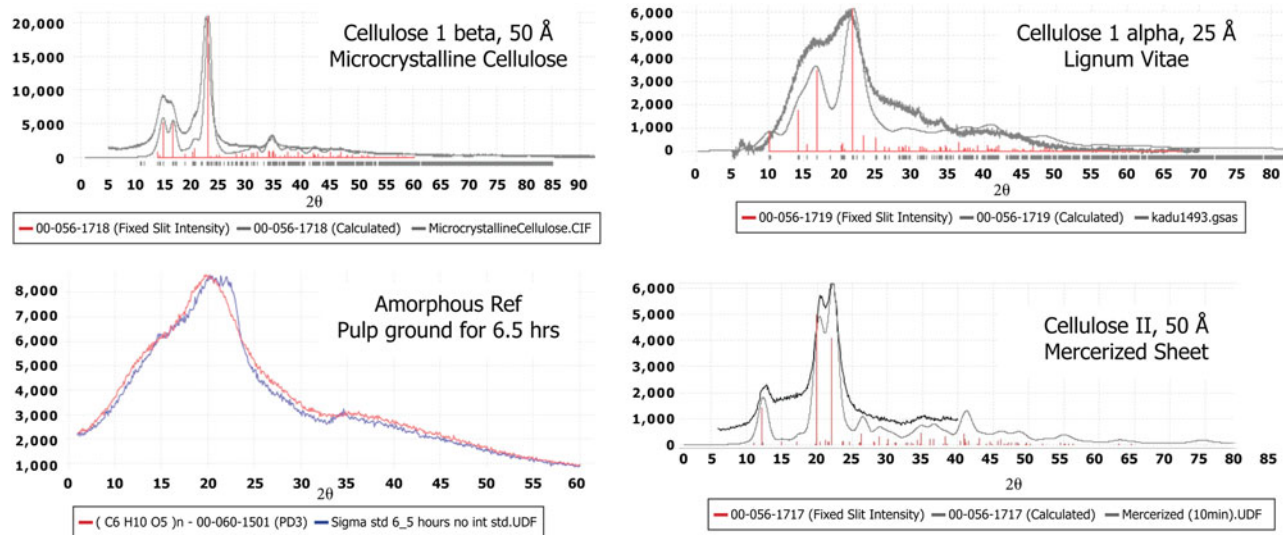 Cellulose 1 beta, 50 Å
Microcrystalline Cellulose
20,000
15,000
10,000
5,000
0
0 5 10 15 20 25 30 35 40 45 50 55 60 65 70 75 80 85 90
2θ
00-056-1718 (Fixed Slit Intensity) 00-056-1718 (Calculated) MicrocrystallineCellulose.CIF
Cellulose 1 alpha, 25 Å
Lignum Vitae
6,000
5,000
4,000
3,000
2,000
1,000
0
0 5 10 15 20 25 30 35 40 45 50 55 60 65 70 75 80
2θ
00-056-1719 (Fixed Slit Intensity) 00-056-1719 (Calculated) kadu1493.gsas
Amorphous Ref
Pulp ground for 6.5 hrs
8,000
7,000
6,000
5,000
4,000
3,000
2,000
1,000
0 10 15 20 25 30 35 40 45 50 55 60
2θ
( C6 H10 O5 )n - 00-060-1501 (PD3) Sigma std 6_5 hours no int std.UDF
Cellulose II, 50 Å
Mercerized Sheet
6,000
5,000
4,000
3,000
2,000
1,000
0
0 5 10 15 20 25 30 35 40 45 50 55 60 65 70 75 80 85
2θ
00-056-1717 (Fixed Slit Intensity) 00-056-1717 (Calculated) Mercerized (10min).UDF